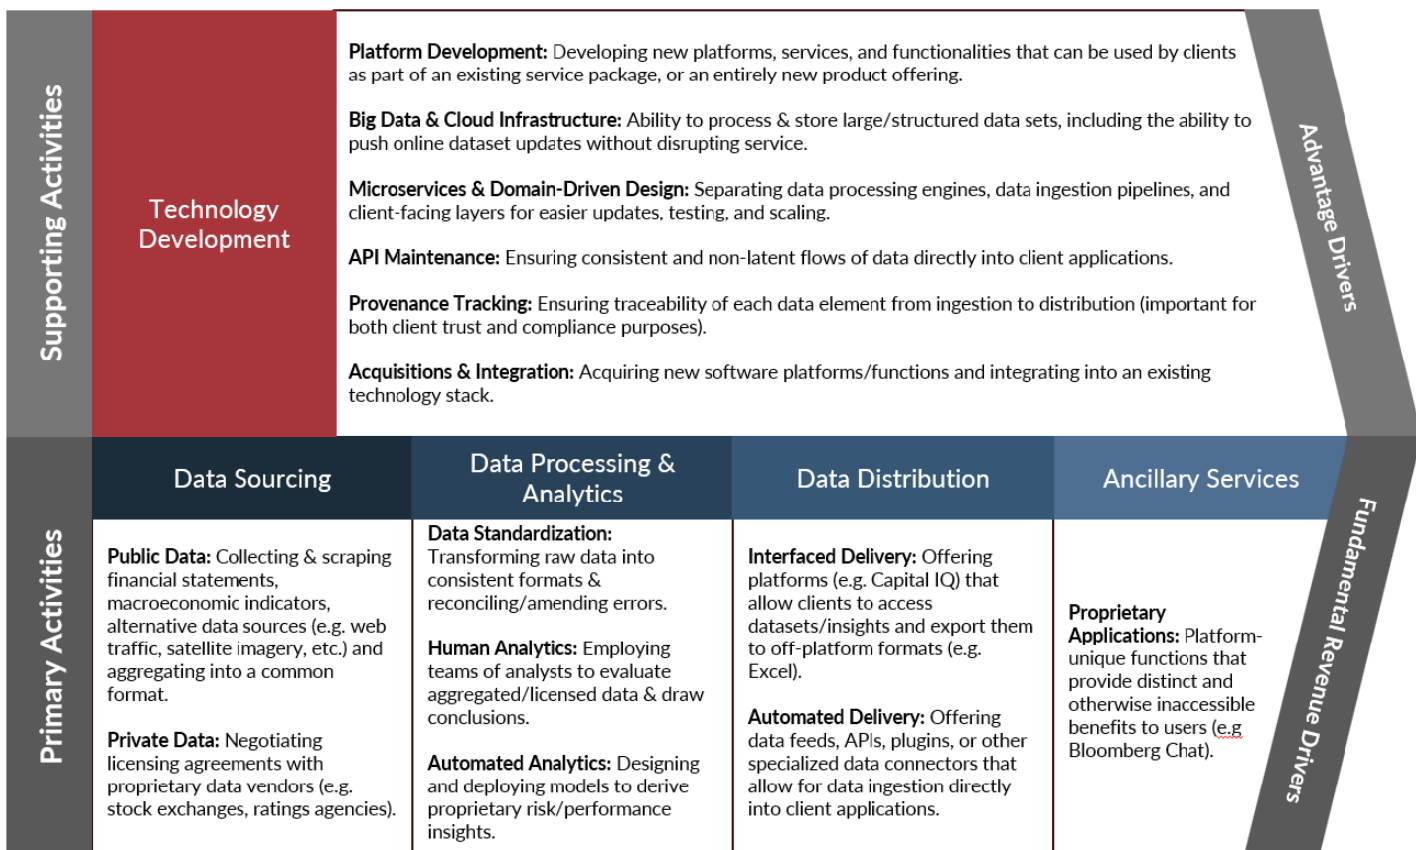 Supporting Activities
Technology
Development
Platform Development: Developing new platforms, services, and functionalities that can be used by clients
as part of an existing service package, or an entirely new product offering.
Big Data & Cloud Infrastructure: Ability to process & store large/structured data sets, including the ability to
push online dataset updates without disrupting service.
Microservices & Domain-Driven Design: Separating data processing engines, data ingestion pipelines, and
client-facing layers for easier updates, testing, and scaling.
API Maintenance: Ensuring consistent and non-latent flows of data directly into client applications.
Provenance Tracking: Ensuring traceability of each data element from ingestion to distribution (important for
both client trust and compliance purposes).
Acquisitions & Integration: Acquiring new software platforms/functions and integrating into an existing
technology stack.
Advantage Drivers
Primary Activities
Data Sourcing
Public Data: Collecting & scraping
financial statements,
macroeconomic indicators,
alternative data sources (e.g. web
traffic, satellite imagery, etc.) and
aggregating into a common
format.
Private Data: Negotiating
licensing agreements with
proprietary data vendors (e.g.
stock exchanges, ratings agencies).
Data Processing &
Analytics
Data Standardization:
Transforming raw data into
consistent formats &
reconciling/amending errors.
Human Analytics: Employing
teams of analysts to evaluate
aggregated/licensed data & draw
conclusions.
Automated Analytics: Designing
and deploying models to derive
proprietary risk/performance
insights.
Data Distribution
Interfaced Delivery: Offering
platforms (e.g. Capital IQ) that
allow clients to access
datasets/insights and export them
to off-platform formats (e.g.
Excel).
Automated Delivery: Offering
data feeds, APIs, plugins, or other
specialized data connectors that
allow for data ingestion directly
into client applications.
Ancillary Services
Proprietary
Applications: Platform-
unique functions that
provide distinct and
otherwise inaccessible
benefits to users (e.g
Bloomberg Chat).
Fundamental Revenue Drivers